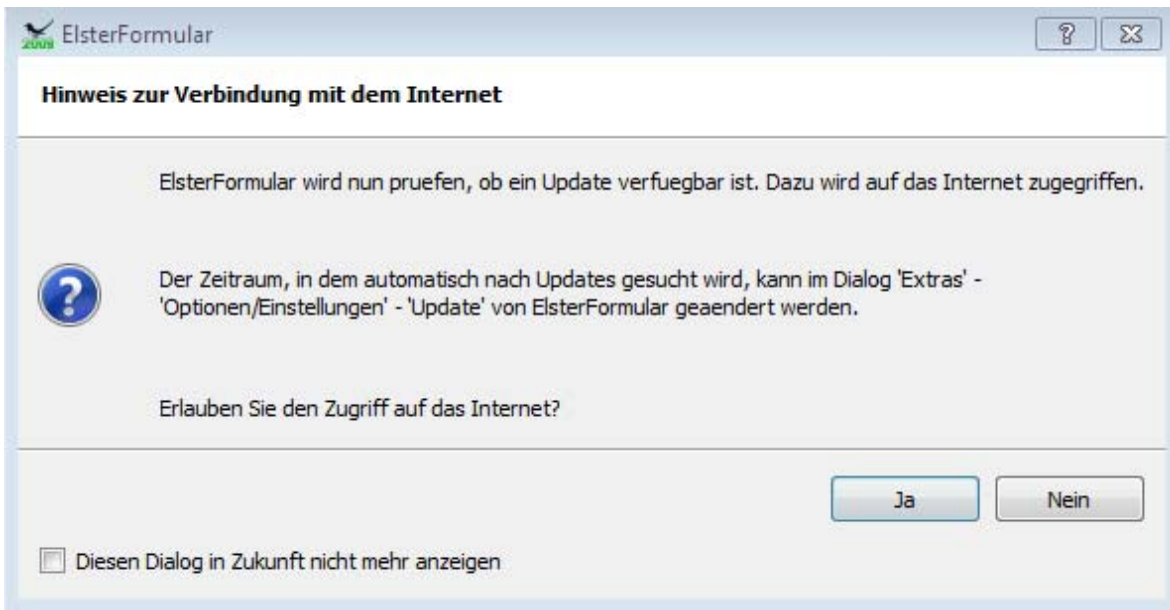 ElsterFormular
2009
Hinweis zur Verbindung mit dem Internet
ElsterFormular wird nun pruefen, ob ein Update verfuegbar ist. Dazu wird auf das Internet zugegriffen.
Der Zeitraum, in dem automatisch nach Updates gesucht wird, kann im Dialog 'Extras' -
'Optionen/Einstellungen' - 'Update' von ElsterFormular geaendert werden.
Erlauben Sie den Zugriff auf das Internet?
Ja
Nein
Diesen Dialog in Zukunft nicht mehr anzeigen